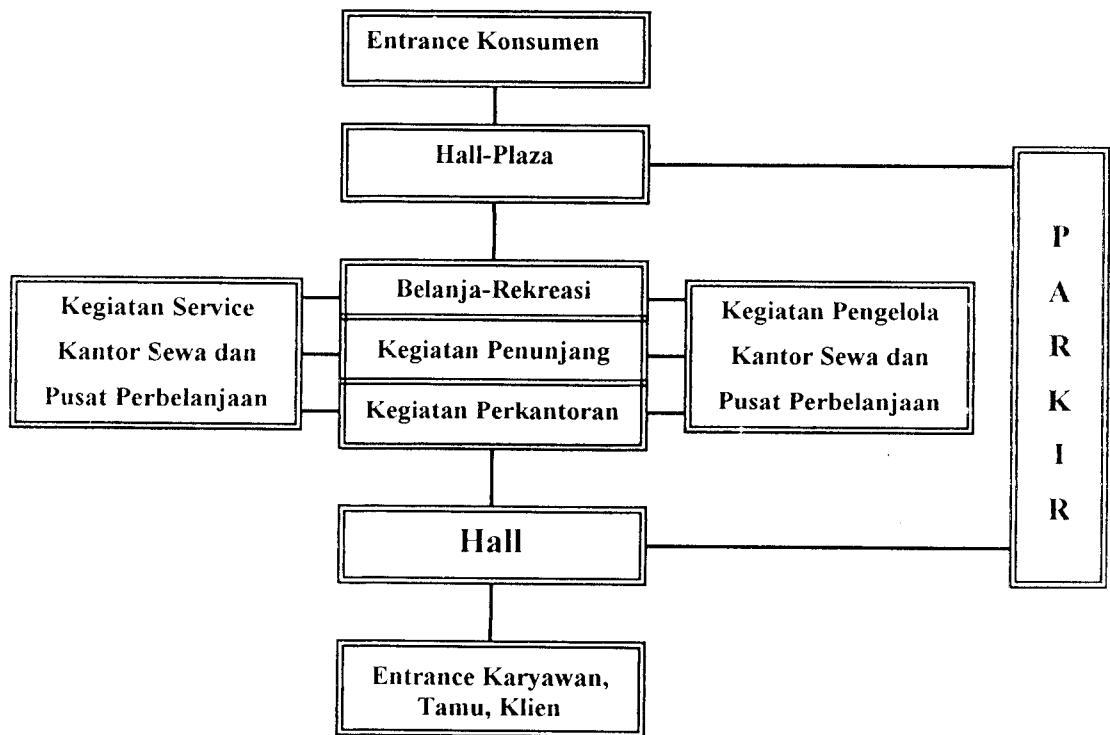 Entrance Konsumen
Hall-Plaza
P
A
R
K
I
R
Belanja-Rekreasi
Kegiatan Penunjang
Kegiatan Perkantoran
Kegiatan Service
Kantor Sewa dan
Pusat Perbelanjaan
Kegiatan Pengelola
Kantor Sewa dan
Pusat Perbelanjaan
Hall
Entrance Karyawan,
Tamu, Klien